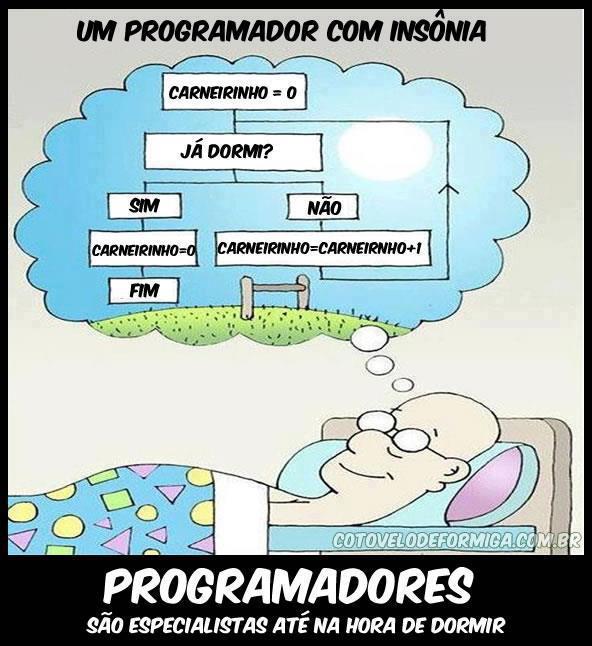 UM PROGRAMADOR COM INSÔNIA
CARNEIRINHO = 0
JÁ DORMI?
SIM
NÃO
CARNEIRINHO=0
CARNEIRINHO=CARNEIRNHO+1
FIM
COTOVELODEFORMIGA.COM.BR
PROGRAMADORES
SÃO ESPECIALISTAS ATÉ NA HORA DE DORMIR